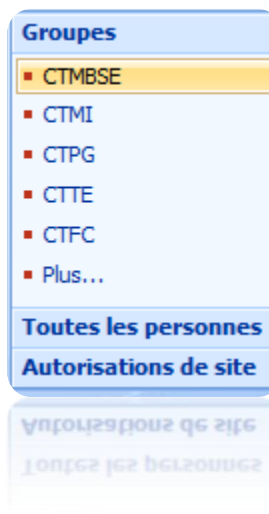 Groupes
CTMBSE
CTMI
CTPG
CTTE
CTFC
Plus...
Toutes les personnes
Autorisations de site